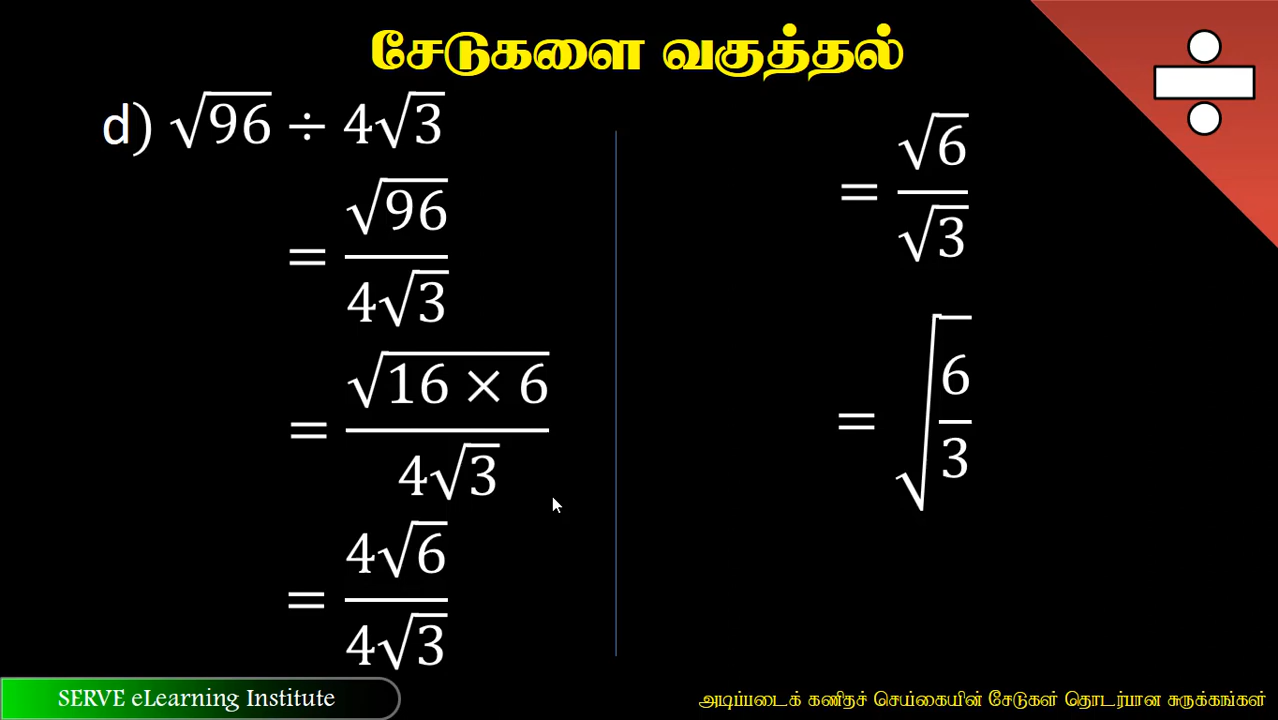 சேடுகளை வகுத்தல்
d) √96 ÷ 4√3
= √96 / 4√3
= √16 × 6 / 4√3
= 4√6 / 4√3
= √6 / √3
= √(6/3)
SERVE eLearning Institute
அடிப்படைக் கணிதச் செய்கையின் சேடுகள் தொடர்பான சுருக்கங்கள்